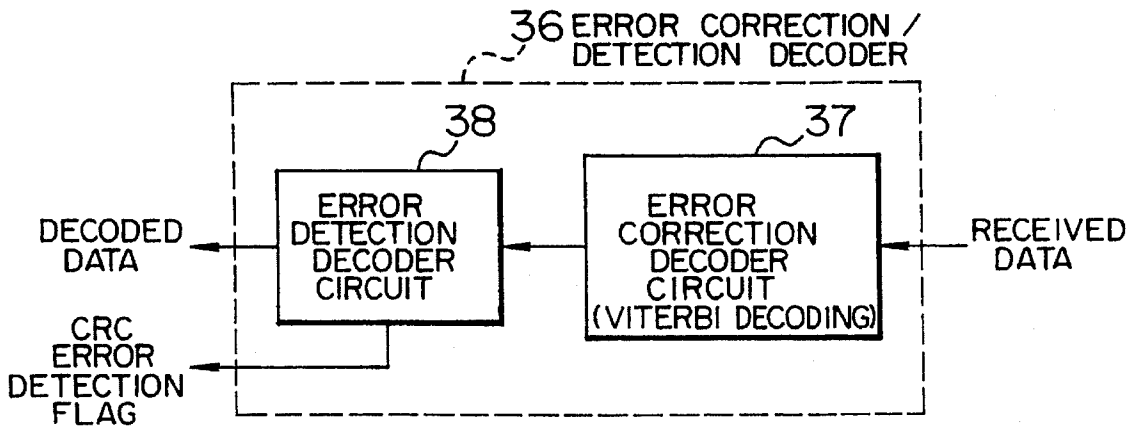 36 ERROR CORRECTION /
DETECTION DECODER
38
37
ERROR
DETECTION
DECODER
CIRCUIT
ERROR
CORRECTION
DECODER
CIRCUIT
(VITERBI DECODING)
DECODED
DATA
RECEIVED
DATA
CRC
ERROR
DETECTION
FLAG